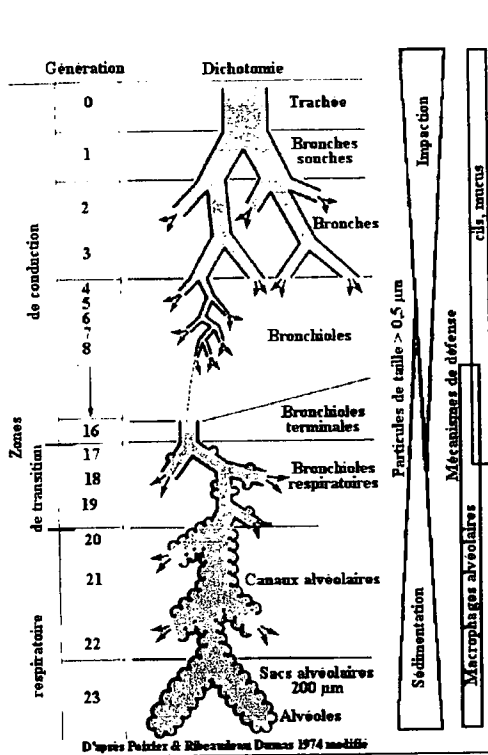 Génération
Dichotomie
0
Trachée
1
Bronches
souches
2
Bronches
3
4
5
6
7
8
Bronchioles
16
Bronchioles
terminales
17
18
Bronchioles
respiratoires
19
20
21
Canaux alvéolaires
22
Sacs alvéolaires
200 µm
23
Alvéoles
Zones
de conduction
de transition
respiratoire
Particules de taille > 0,5 µm
Impaction
Sédimentation
Mécanismes de défense
cils, mucus
Macrophages alvéolaires
D'après Poirier & Ribeaudeau Dumas 1974 modifié